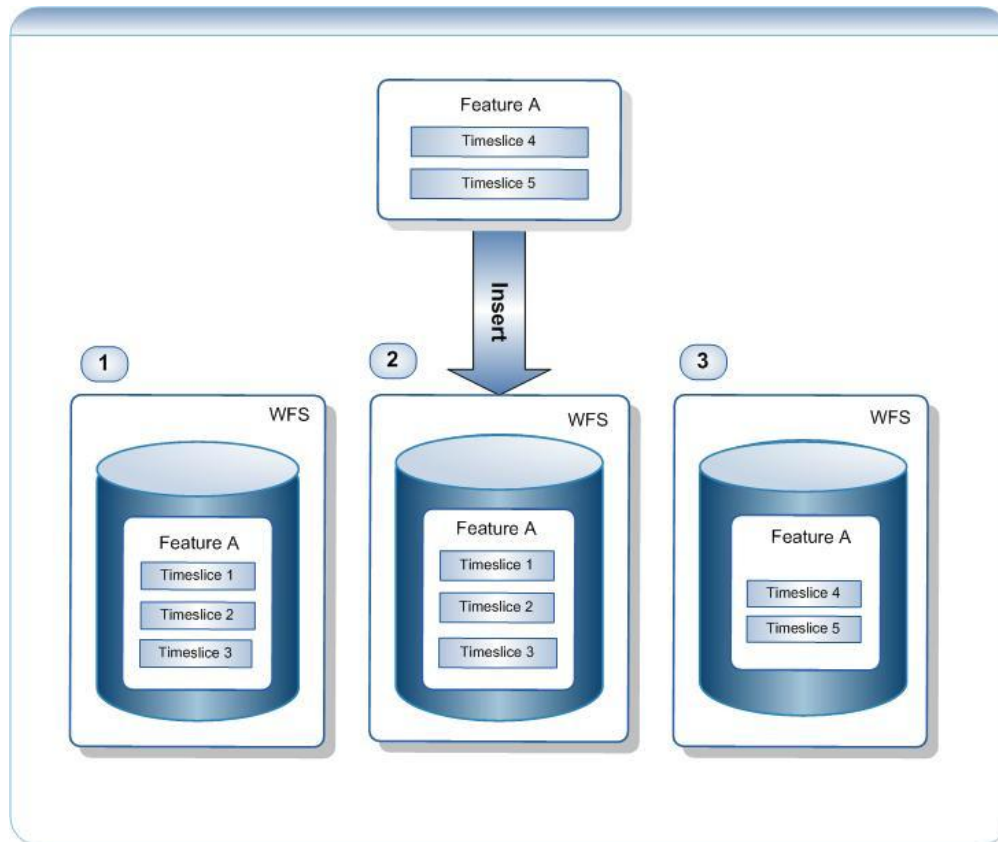 Feature A
Timeslice 4
Timeslice 5
Insert
1
2
3
WFS
Feature A
Timeslice 1
Timeslice 2
Timeslice 3
WFS
Feature A
Timeslice 1
Timeslice 2
Timeslice 3
WFS
Feature A
Timeslice 4
Timeslice 5